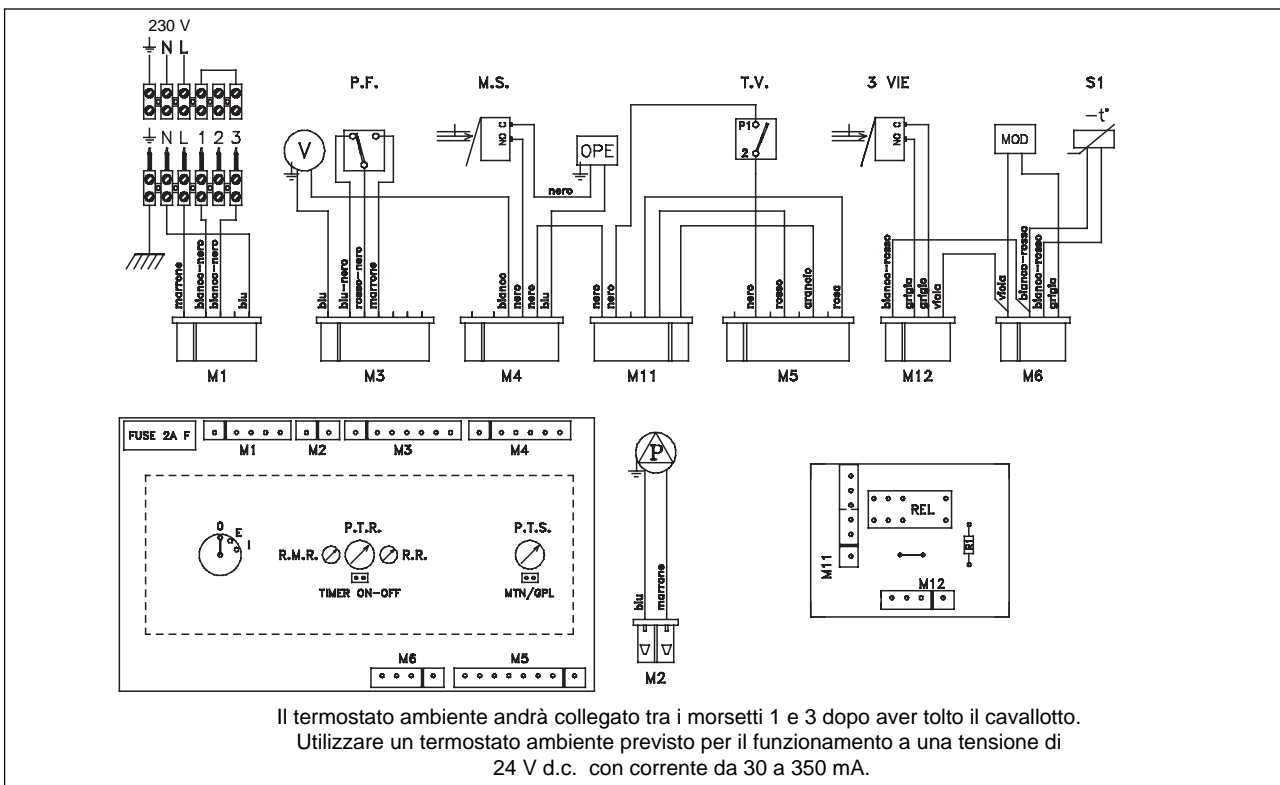 230 V
N L
P.F. M.S. T.V. 3 VIE S1
-t°
N L 1 2 3
V
NO C
OPE
P1
2
NO C
MOD
nero
marrone
bianco-nero
bianco-nero
blu
blu
blu-nero
rosso-nero
marrone
bianco
nero
nero
nero
blu
nero
nero
nero
rosso
arancio
rosa
bianco-rosso
grigio
grigio
viola
viola
bianco-rosso
bianco-rosso
grigio
M1 M3 M4 M11 M5 M12 M6
FUSE 2A F
M1 M2 M3 M4
0
E
I
P.T.R.
R.M.R. R.R.
TIMER ON-OFF
P.T.S.
MTN/GPL
M6 M5
P
blu
marrone
M2
REL
R1
M11
M12
Il termostato ambiente andrà collegato tra i morsetti 1 e 3 dopo aver tolto il cavallotto.
Utilizzare un termostato ambiente previsto per il funzionamento a una tensione di
24 V d.c. con corrente da 30 a 350 mA.